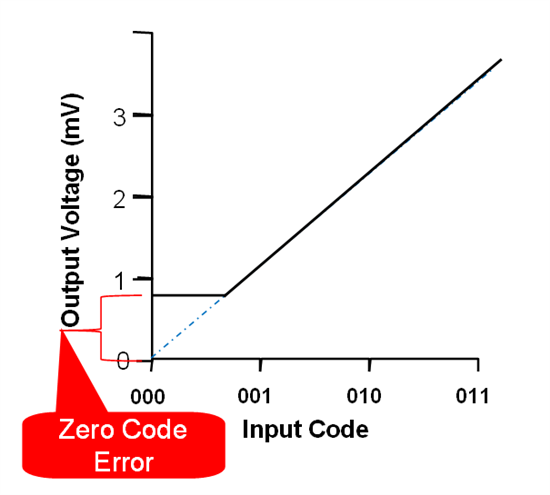 Output Voltage (mV)
3
2
1
0
000
001
010
011
Input Code
Zero Code
Error